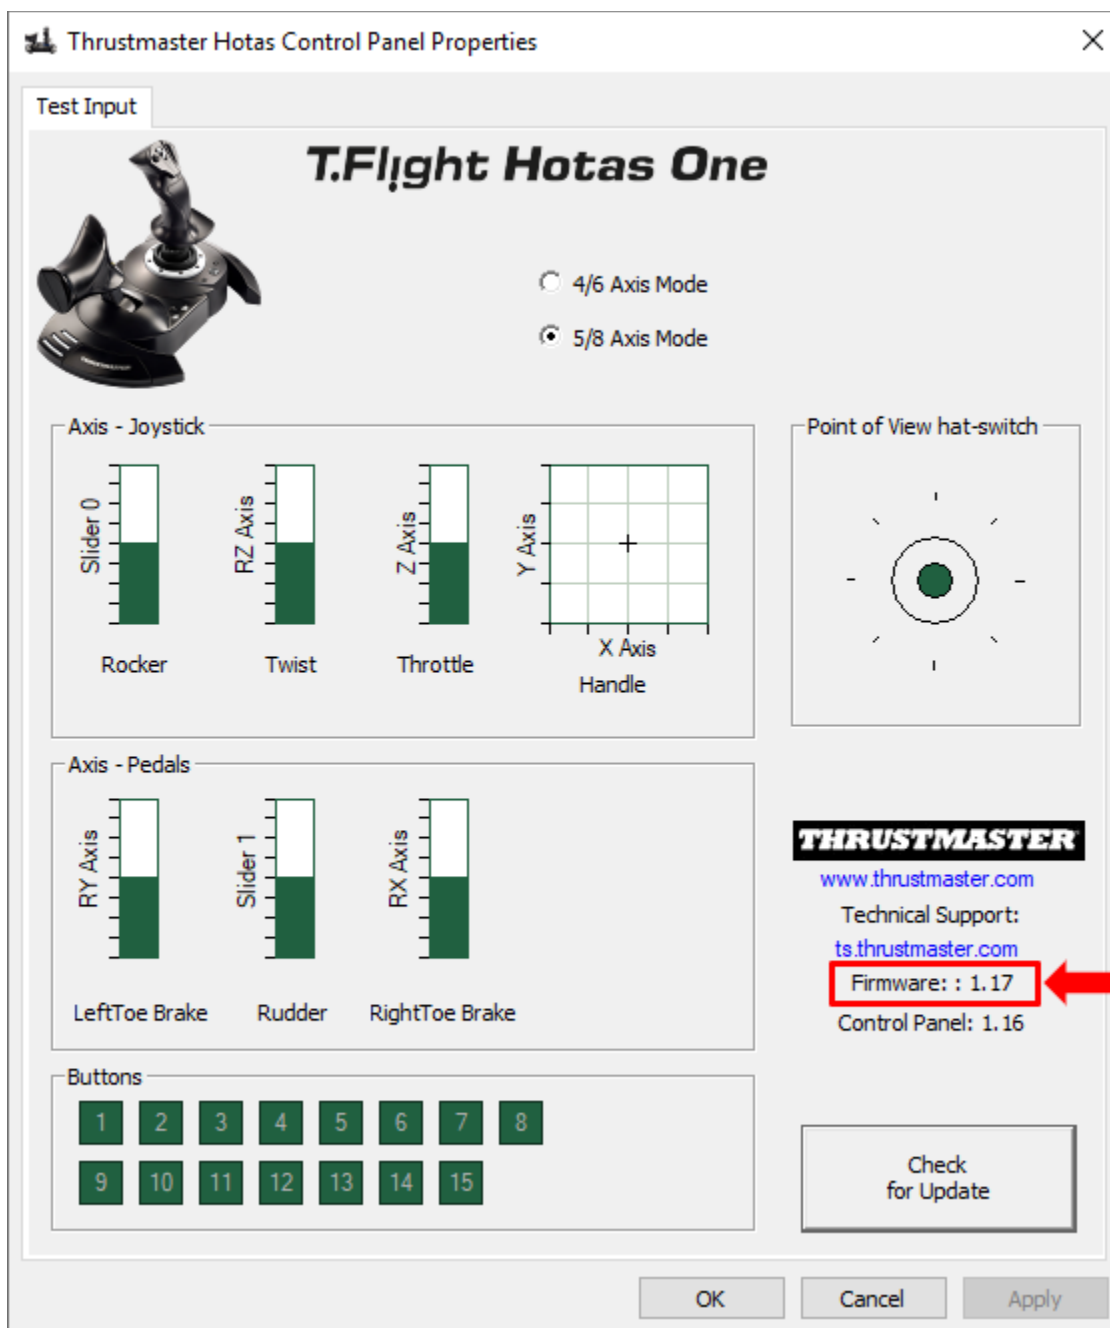 Thrustmaster Hotas Control Panel Properties
Test Input
T.Flight Hotas One
4/6 Axis Mode
5/8 Axis Mode
Axis - Joystick
Slider 0
RZ Axis
Z Axis
Y Axis
X Axis
Rocker
Twist
Throttle
Handle
Point of View hat-switch
Axis - Pedals
RY Axis
Slider 1
RX Axis
LeftToe Brake
Rudder
RightToe Brake
THRUSTMASTER
www.thrustmaster.com
Technical Support:
ts.thrustmaster.com
Firmware: : 1.17
Control Panel: 1.16
Buttons
1 2 3 4 5 6 7 8
9 10 11 12 13 14 15
Check
for Update
OK Cancel Apply